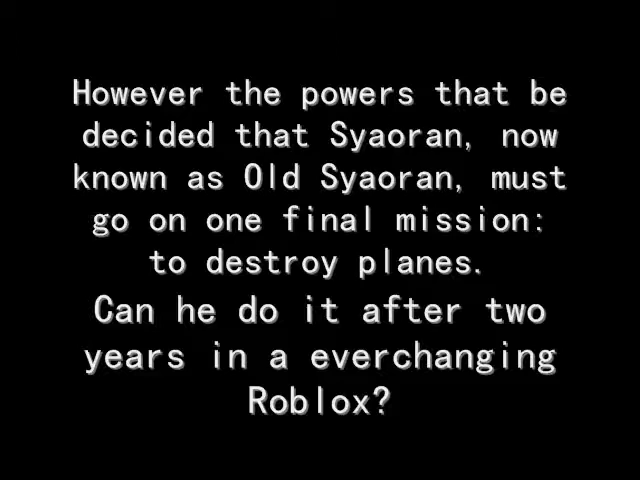 However the powers that be
decided that Syaoran, now
known as Old Syaoran, must
go on one final mission:
to destroy planes.
Can he do it after two
years in a everchanging
Roblox?